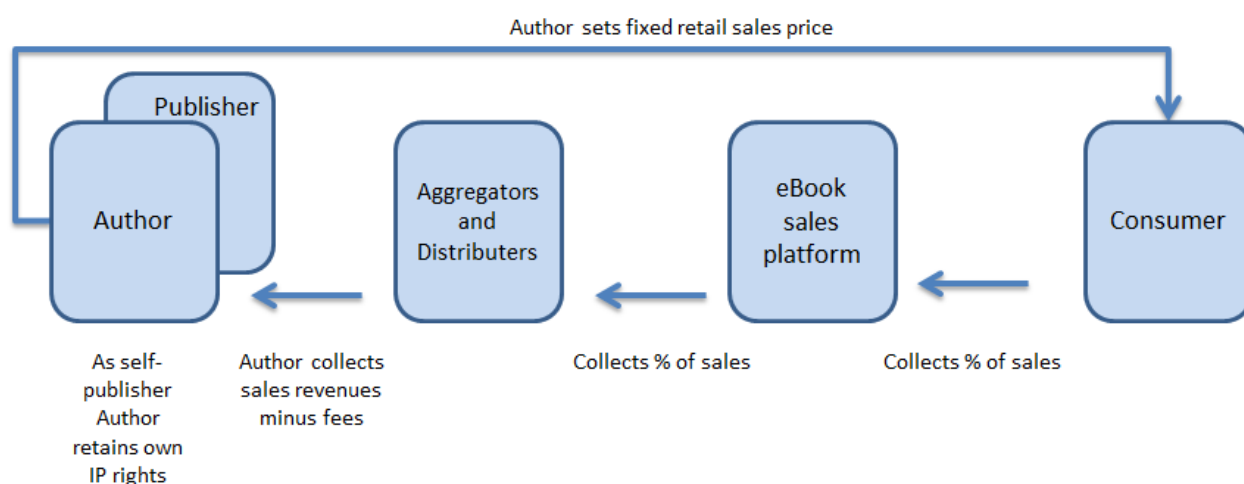 Author sets fixed retail sales price
Publisher
Author
Aggregators
and
Distributers
eBook
sales
platform
Consumer
As self-
publisher
Author
retains own
IP rights
Author collects
sales revenues
minus fees
Collects % of sales
Collects % of sales